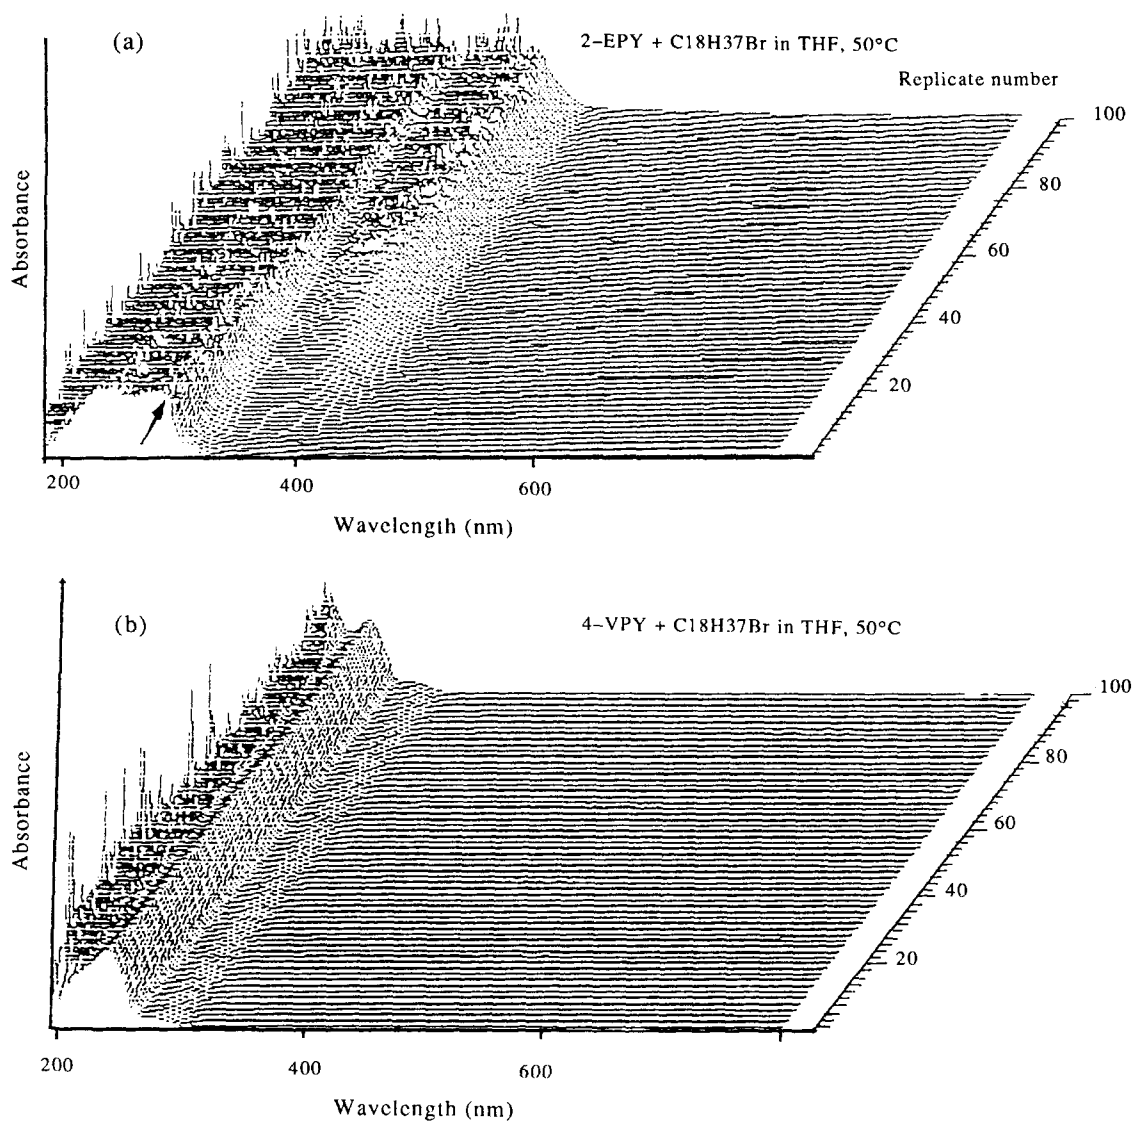 (a)
2-EPY + C18H37Br in THF, 50°C
Replicate number
100
80
60
40
20
Absorbance
200
400
600
Wavelength (nm)
(b)
4-VPY + C18H37Br in THF, 50°C
100
80
60
40
20
Absorbance
200
400
600
Wavelength (nm)